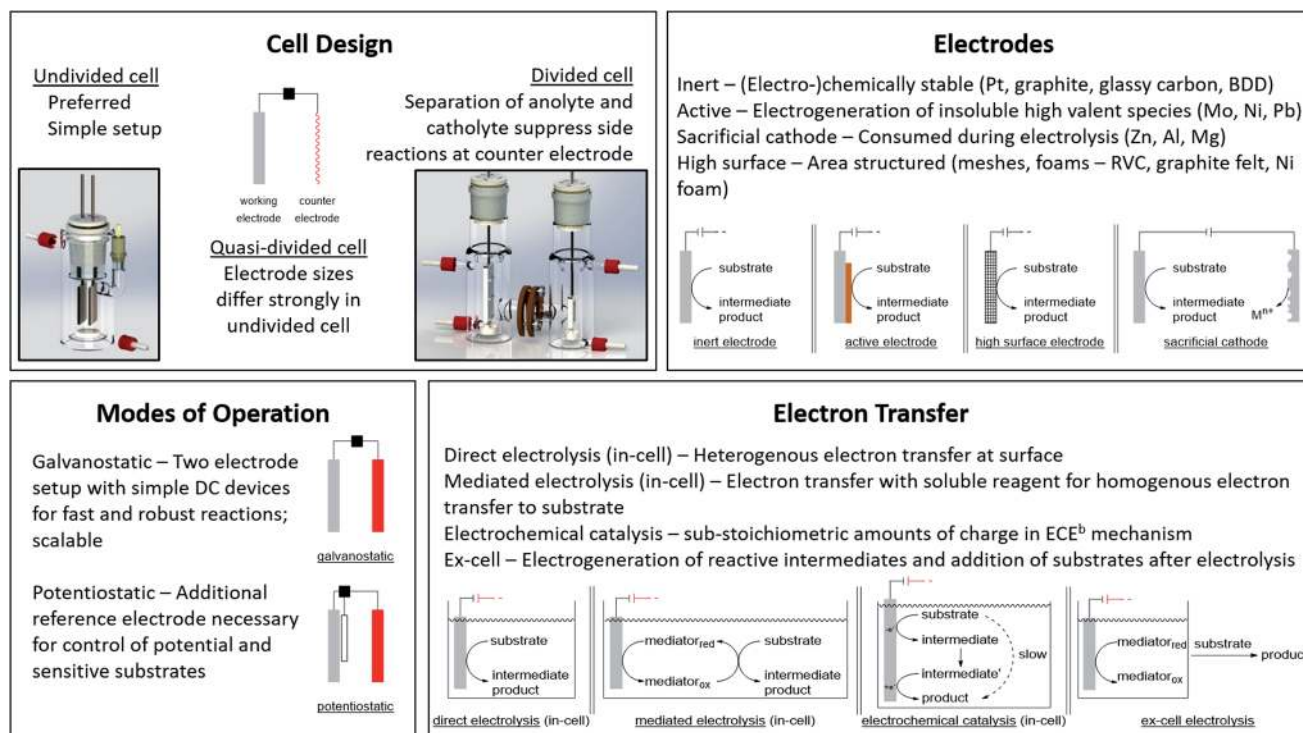 Cell Design
Undivided cell
Preferred
Simple setup
working
electrode
counter
electrode
Quasi-divided cell
Electrode sizes
differ strongly in
undivided cell
Divided cell
Separation of anolyte and
catholyte suppress side
reactions at counter electrode
Electrodes
Inert – (Electro-)chemically stable (Pt, graphite, glassy carbon, BDD)
Active – Electrogeneration of insoluble high valent species (Mo, Ni, Pb)
Sacrificial cathode – Consumed during electrolysis (Zn, Al, Mg)
High surface – Area structured (meshes, foams – RVC, graphite felt, Ni
foam)
substrate
intermediate
product
inert electrode
substrate
intermediate
product
active electrode
substrate
intermediate
product
high surface electrode
substrate
intermediate
product
Mⁿ⁺
sacrificial cathode
Modes of Operation
Galvanostatic – Two electrode
setup with simple DC devices
for fast and robust reactions;
scalable
galvanostatic
Potentiostatic – Additional
reference electrode necessary
for control of potential and
sensitive substrates
potentiostatic
Electron Transfer
Direct electrolysis (in-cell) – Heterogenous electron transfer at surface
Mediated electrolysis (in-cell) – Electron transfer with soluble reagent for homogenous electron
transfer to substrate
Electrochemical catalysis – sub-stoichiometric amounts of charge in ECEᵇ mechanism
Ex-cell – Electrogeneration of reactive intermediates and addition of substrates after electrolysis
substrate
intermediate
product
direct electrolysis (in-cell)
mediator red
mediator ox
substrate
intermediate
product
mediated electrolysis (in-cell)
substrate
-e⁻
intermediate
slow
intermediate'
+e⁻
product
electrochemical catalysis (in-cell)
mediator red
mediator ox
substrate
product
ex-cell electrolysis